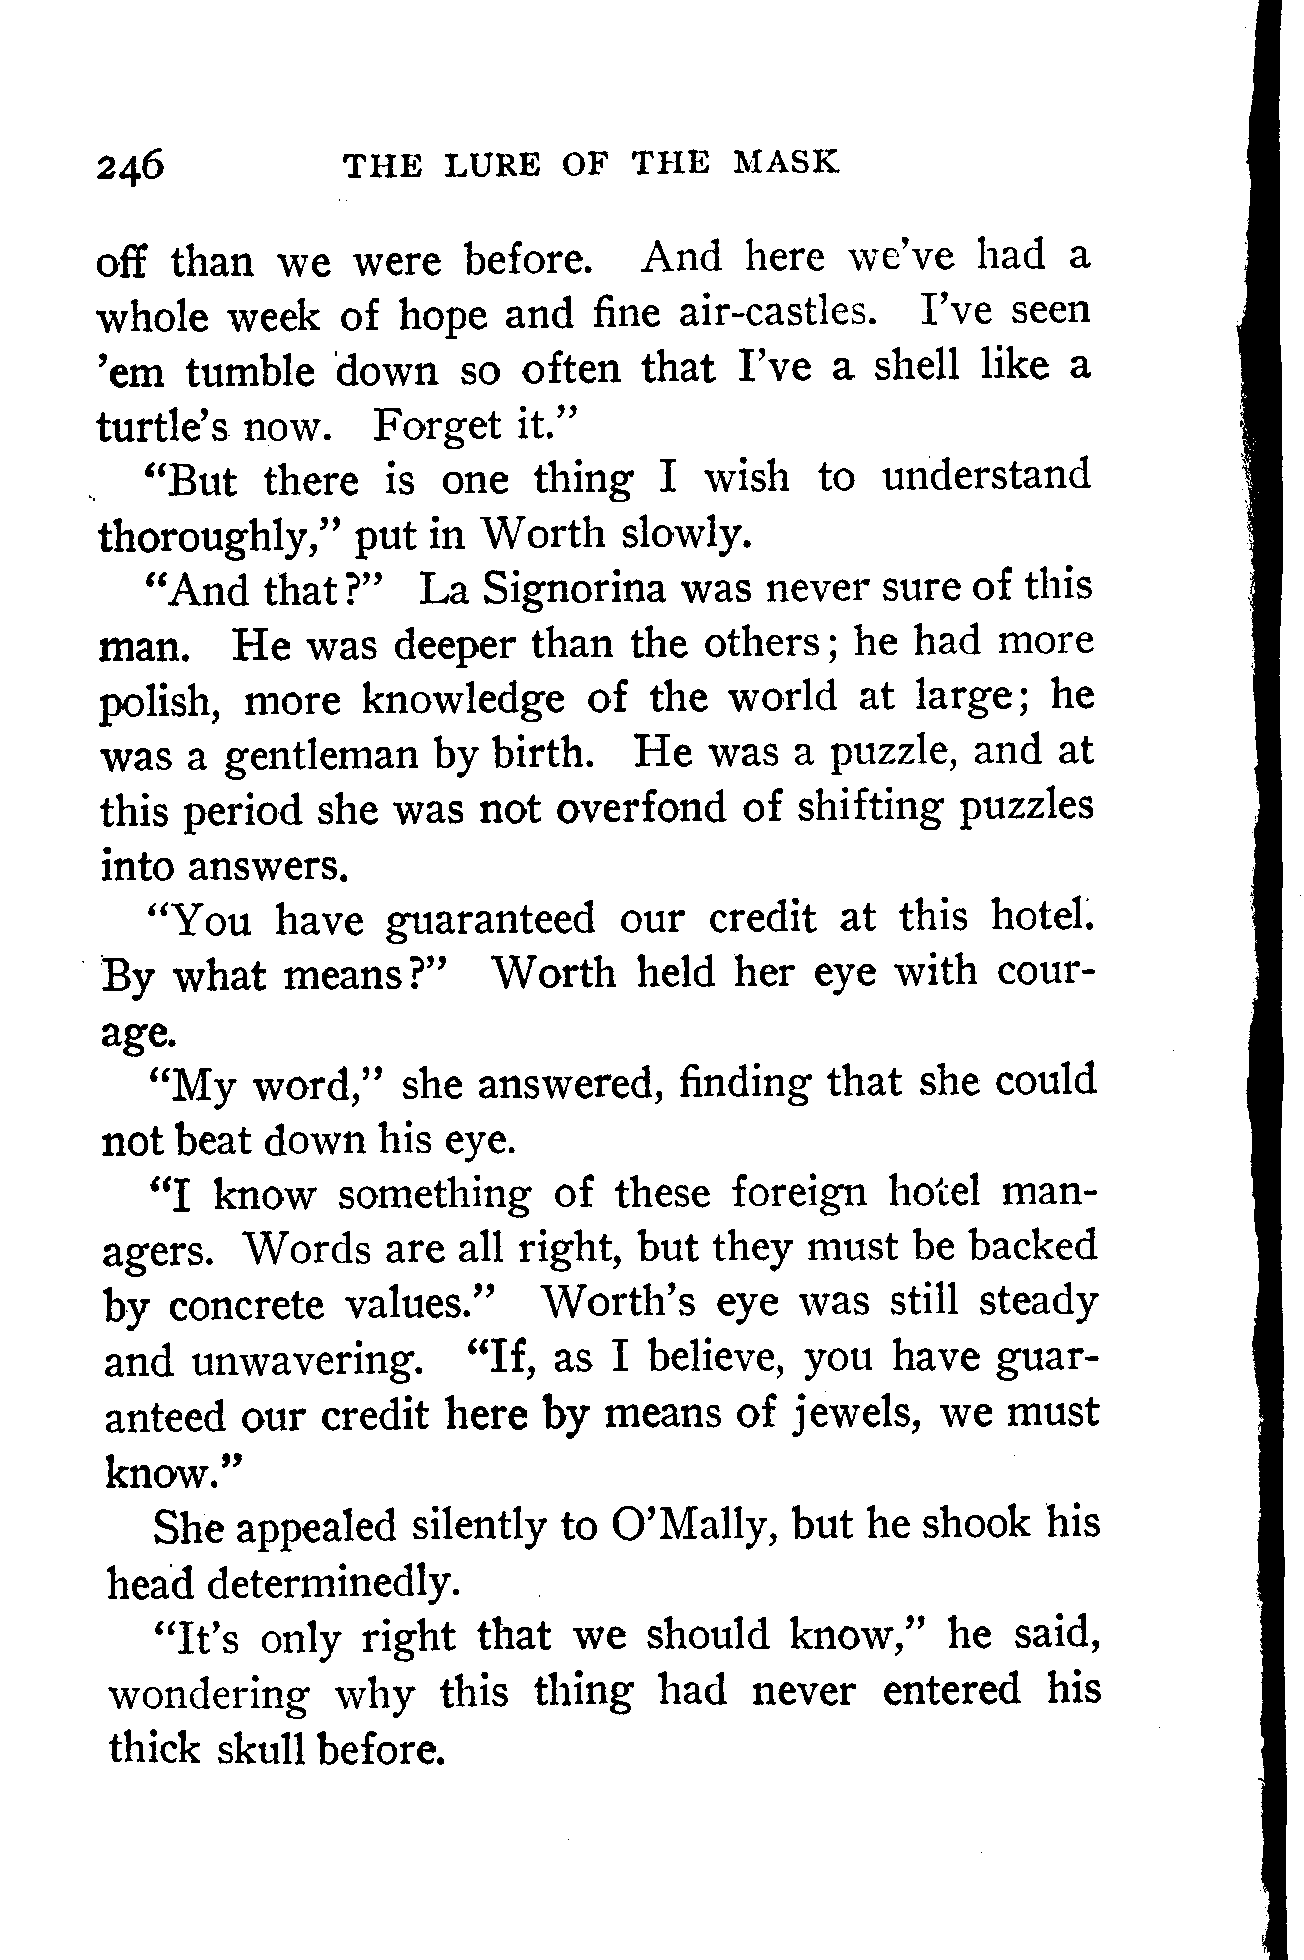 246 THE LURE OF THE MASK
off than we were before. And here we've had a
whole week of hope and fine air-castles. I've seen
'em tumble down so often that I've a shell like a
turtle's now. Forget it."
"But there is one thing I wish to understand
thoroughly," put in Worth slowly.
"And that?" La Signorina was never sure of this
man. He was deeper than the others; he had more
polish, more knowledge of the world at large; he
was a gentleman by birth. He was a puzzle, and at
this period she was not overfond of shifting puzzles
into answers.
"You have guaranteed our credit at this hotel.
By what means?" Worth held her eye with cour-
age.
"My word," she answered, finding that she could
not beat down his eye.
"I know something of these foreign hotel man-
agers. Words are all right, but they must be backed
by concrete values." Worth's eye was still steady
and unwavering. "If, as I believe, you have guar-
anteed our credit here by means of jewels, we must
know."
She appealed silently to O'Mally, but he shook his
head determinedly.
"It's only right that we should know," he said,
wondering why this thing had never entered his
thick skull before.